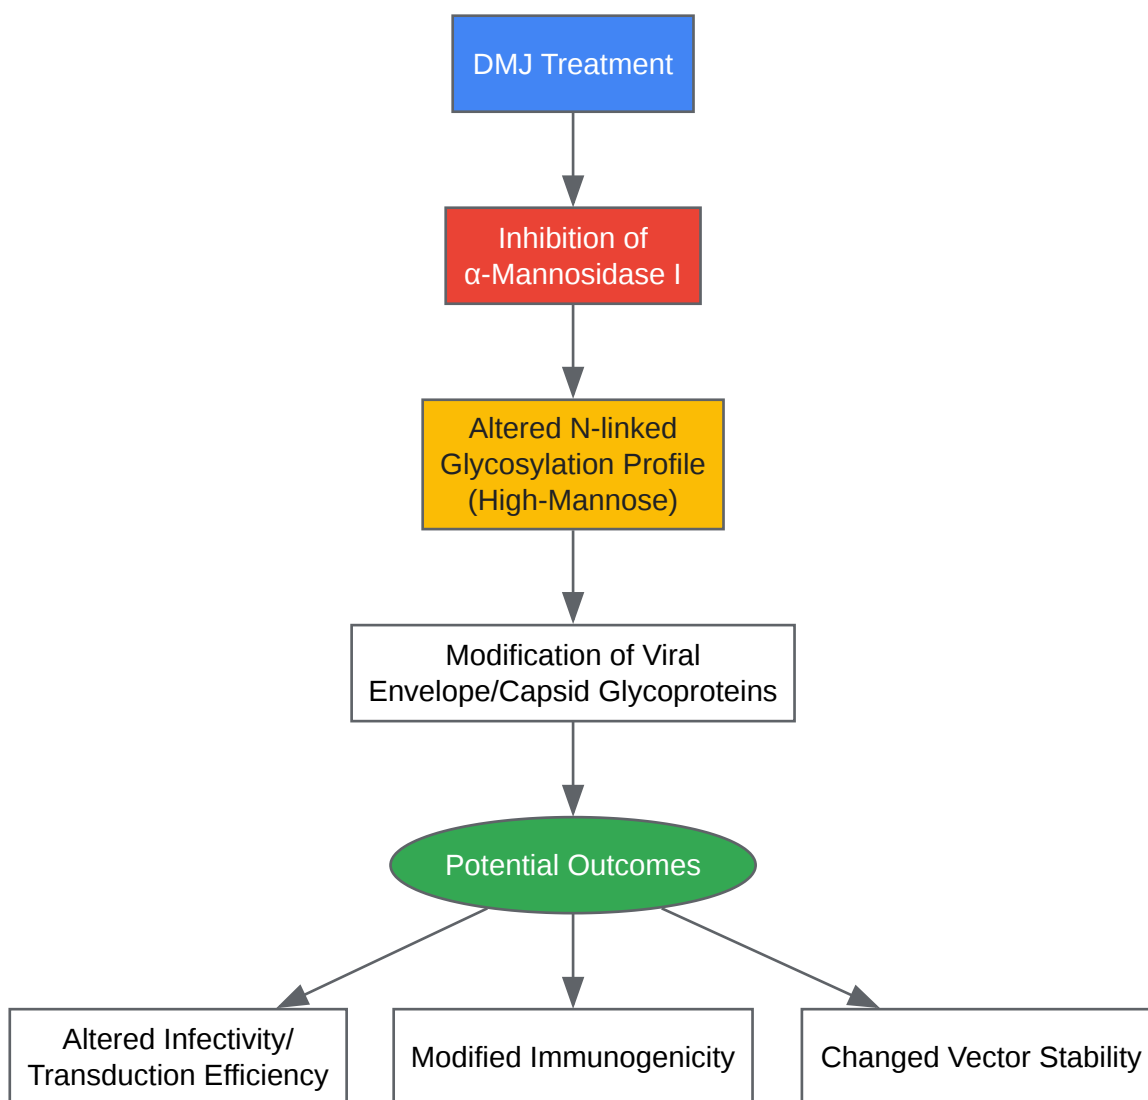 DMJ Treatment
Inhibition of
α-Mannosidase I
Altered N-linked
Glycosylation Profile
(High-Mannose)
Modification of Viral
Envelope/Capsid Glycoproteins
Potential Outcomes
Altered Infectivity/
Transduction Efficiency
Modified Immunogenicity
Changed Vector Stability